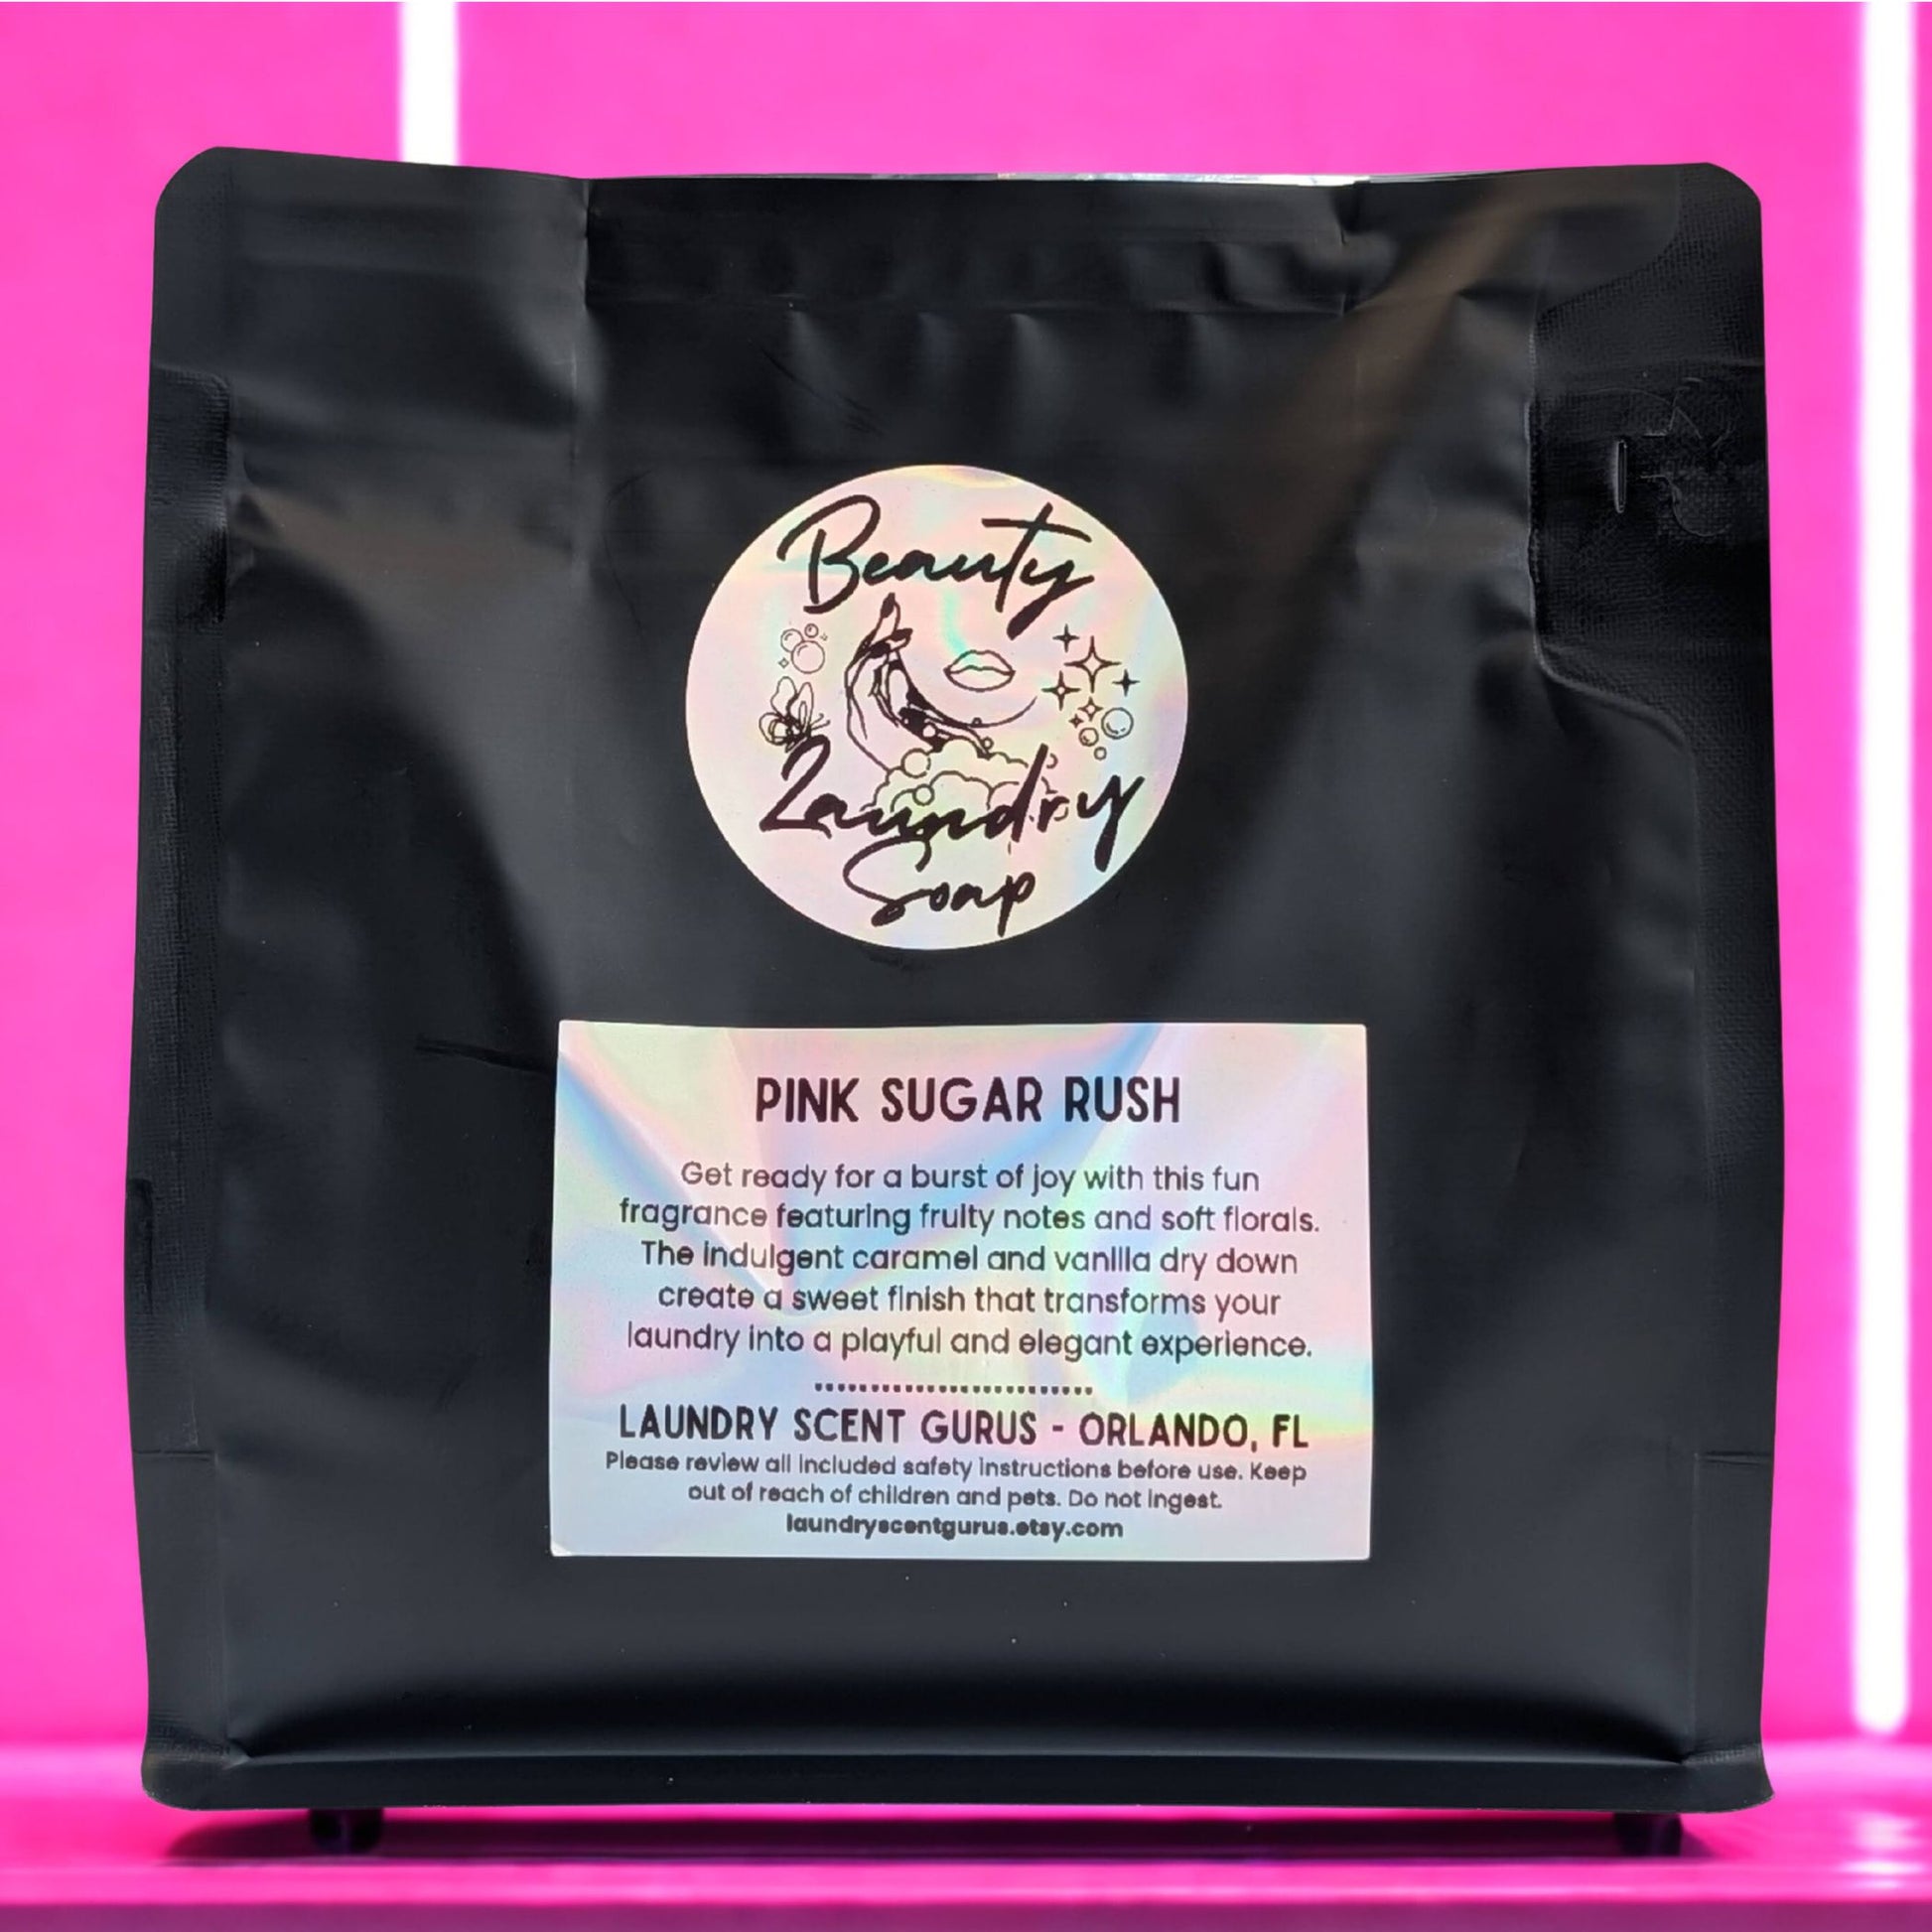 Beauty
Laundry
Soap
PINK SUGAR RUSH
Get ready for a burst of joy with this fun
fragrance featuring fruity notes and soft florals.
The indulgent caramel and vanilla dry down
create a sweet finish that transforms your
laundry into a playful and elegant experience.
LAUNDRY SCENT GURUS - ORLANDO, FL
Please review all included safety instructions before use. Keep
out of reach of children and pets. Do not ingest.
laundryscentgurus.etsy.com